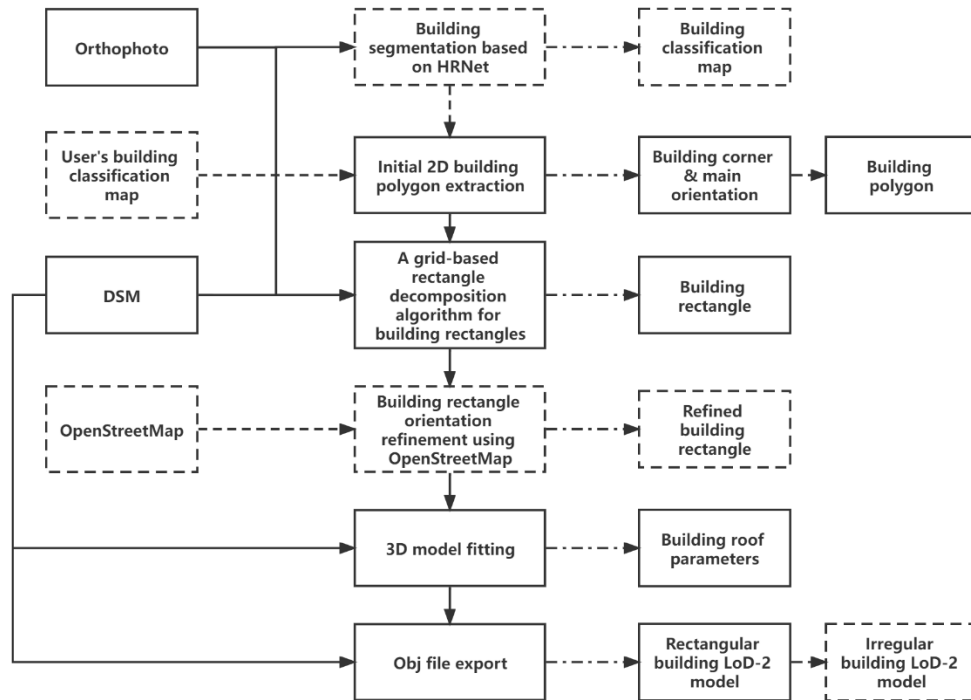 Orthophoto
Building
segmentation based
on HRNet
Building
classification
map
User's building
classification
map
Initial 2D building
polygon extraction
Building corner
& main
orientation
Building
polygon
DSM
A grid-based
rectangle
decomposition
algorithm for
building rectangles
Building
rectangle
OpenStreetMap
Building rectangle
orientation
refinement using
OpenStreetMap
Refined
building
rectangle
3D model fitting
Building roof
parameters
Obj file export
Rectangular
building LoD-2
model
Irregular
building LoD-2
model